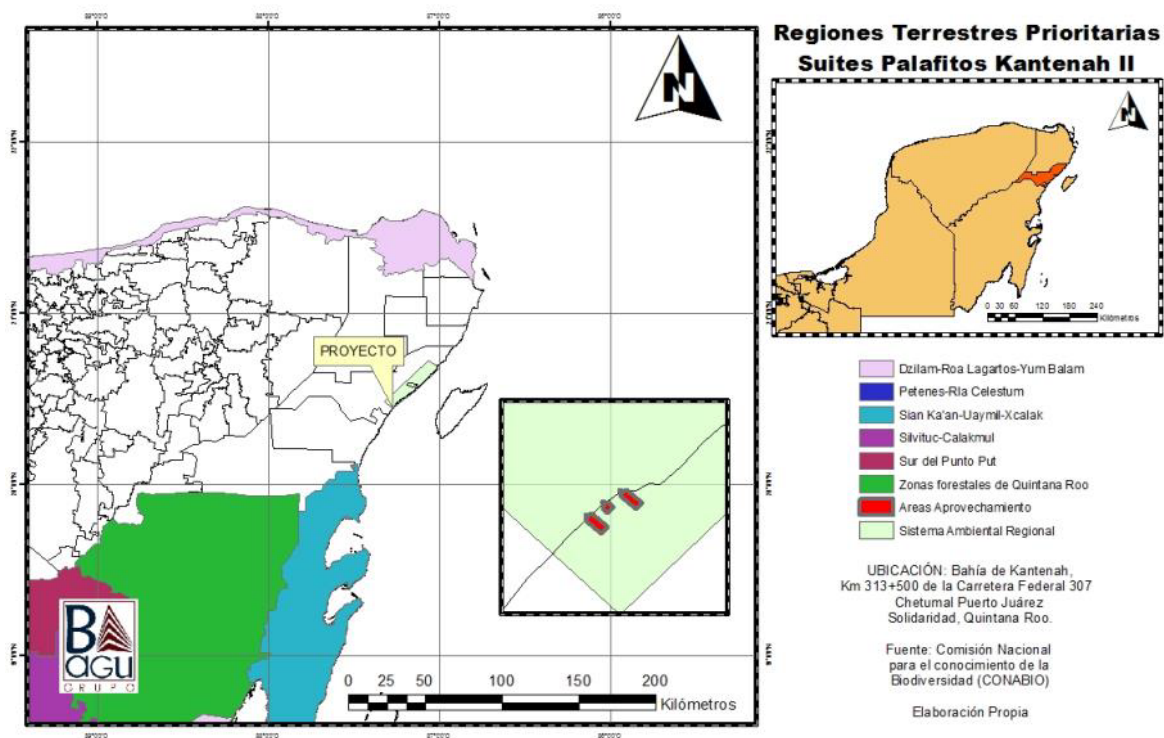 Regiones Terrestres Prioritarias
Suites Palafitos Kantenah II
N
N
PROYECTO
0 30 60 120 180 240
Kilómetros
Dzilam-Roa Lagartos-Yum Balam
Petenes-RIa Celestum
Sian Ka'an-Uaymil-Xcalak
Silvituc-Calakmul
Sur del Punto Put
Zonas forestales de Quintana Roo
Areas Aprovechamiento
Sistema Ambiental Regional
UBICACIÓN: Bahía de Kantenah,
Km 313+500 de la Carretera Federal 307
Chetumal Puerto Juárez
Solidaridad, Quintana Roo.
Fuente: Comisión Nacional
para el conocimiento de la
Biodiversidad (CONABIO)
Elaboración Propia
BAGU
GRUPO
0 25 50 100 150 200
Kilómetros